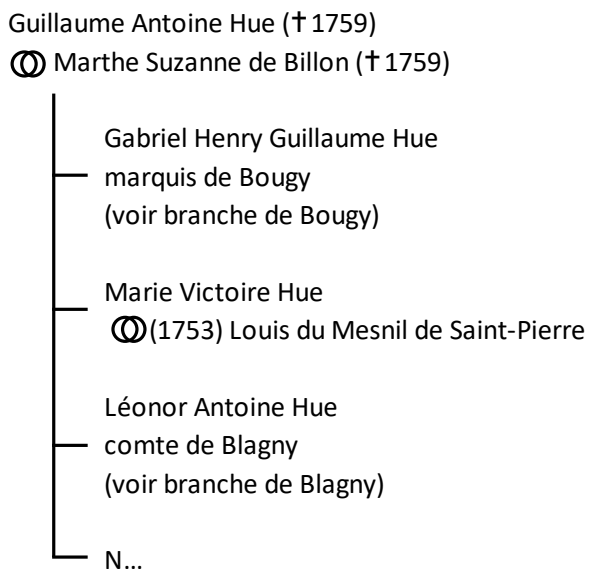 Guillaume Antoine Hue (✝1759)
⚭ Marthe Suzanne de Billon (✝1759)
Gabriel Henry Guillaume Hue
marquis de Bougy
(voir branche de Bougy)
Marie Victoire Hue
⚭(1753) Louis du Mesnil de Saint-Pierre
Léonor Antoine Hue
comte de Blagny
(voir branche de Blagny)
N...